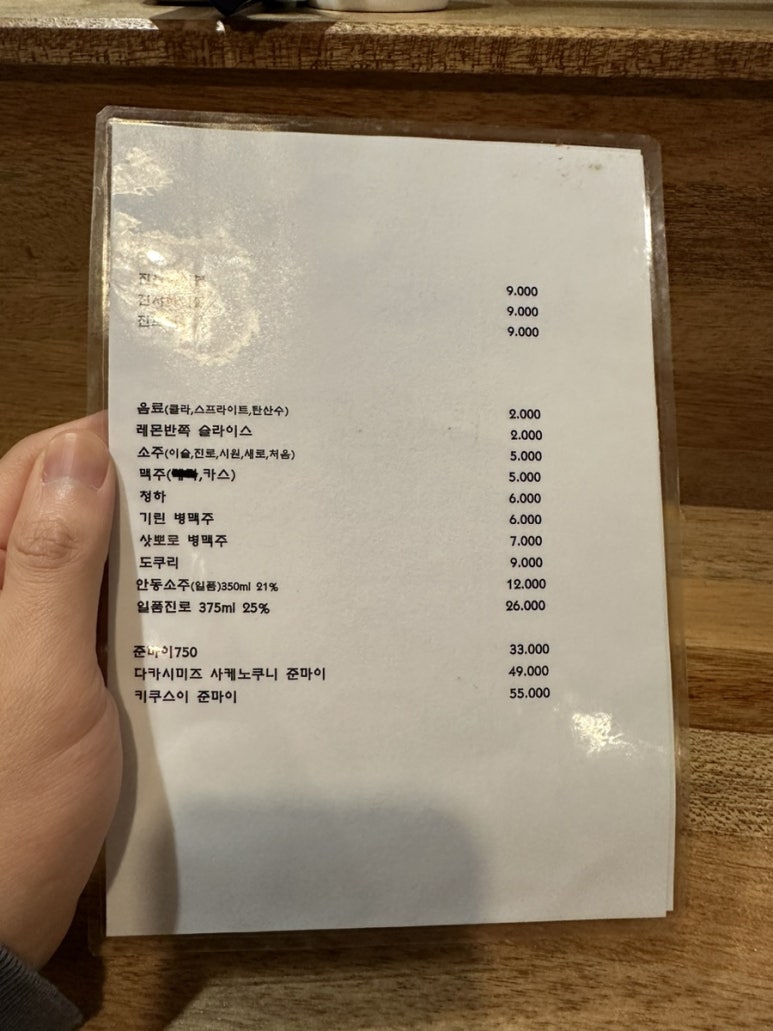 9.000
9.000
9.000
음료(콜라,스프라이트,탄산수) 2.000
레몬반쪽 슬라이스 2.000
소주(이슬,진로,시원,새로,처음) 5.000
맥주(,카스) 5.000
청하 6.000
기린 병맥주 6.000
삿뽀로 병맥주 7.000
도쿠리 9.000
안동소주(일품)350ml 21% 12.000
일품진로 375ml 25% 26.000
준마이750 33.000
다카시미즈 사케노쿠니 준마이 49.000
키쿠스이 준마이 55.000